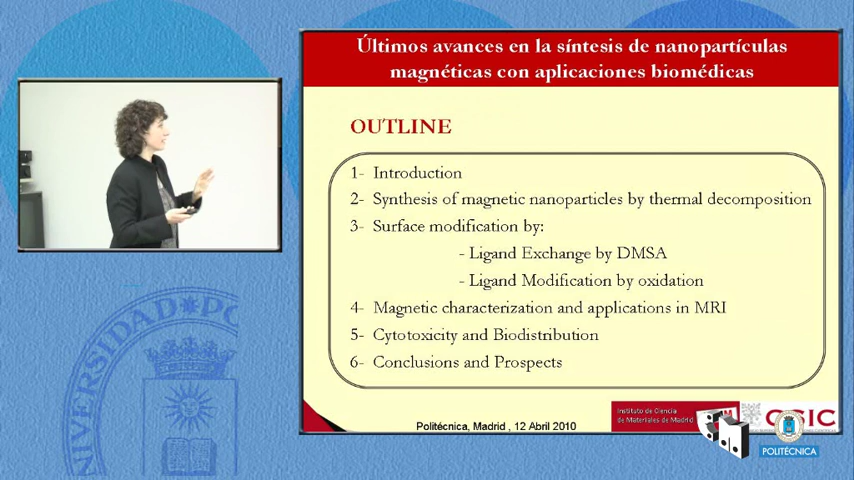 Últimos avances en la síntesis de nanopartículas
magnéticas con aplicaciones biomédicas
OUTLINE
1- Introduction
2- Synthesis of magnetic nanoparticles by thermal decomposition
3- Surface modification by:
- Ligand Exchange by DMSA
- Ligand Modification by oxidation
4- Magnetic characterization and applications in MRI
5- Cytotoxicity and Biodistribution
6- Conclusions and Prospects
Politécnica, Madrid , 12 Abril 2010
Instituto de Ciencia
de Materiales de Madrid
CSIC
POLITÉCNICA